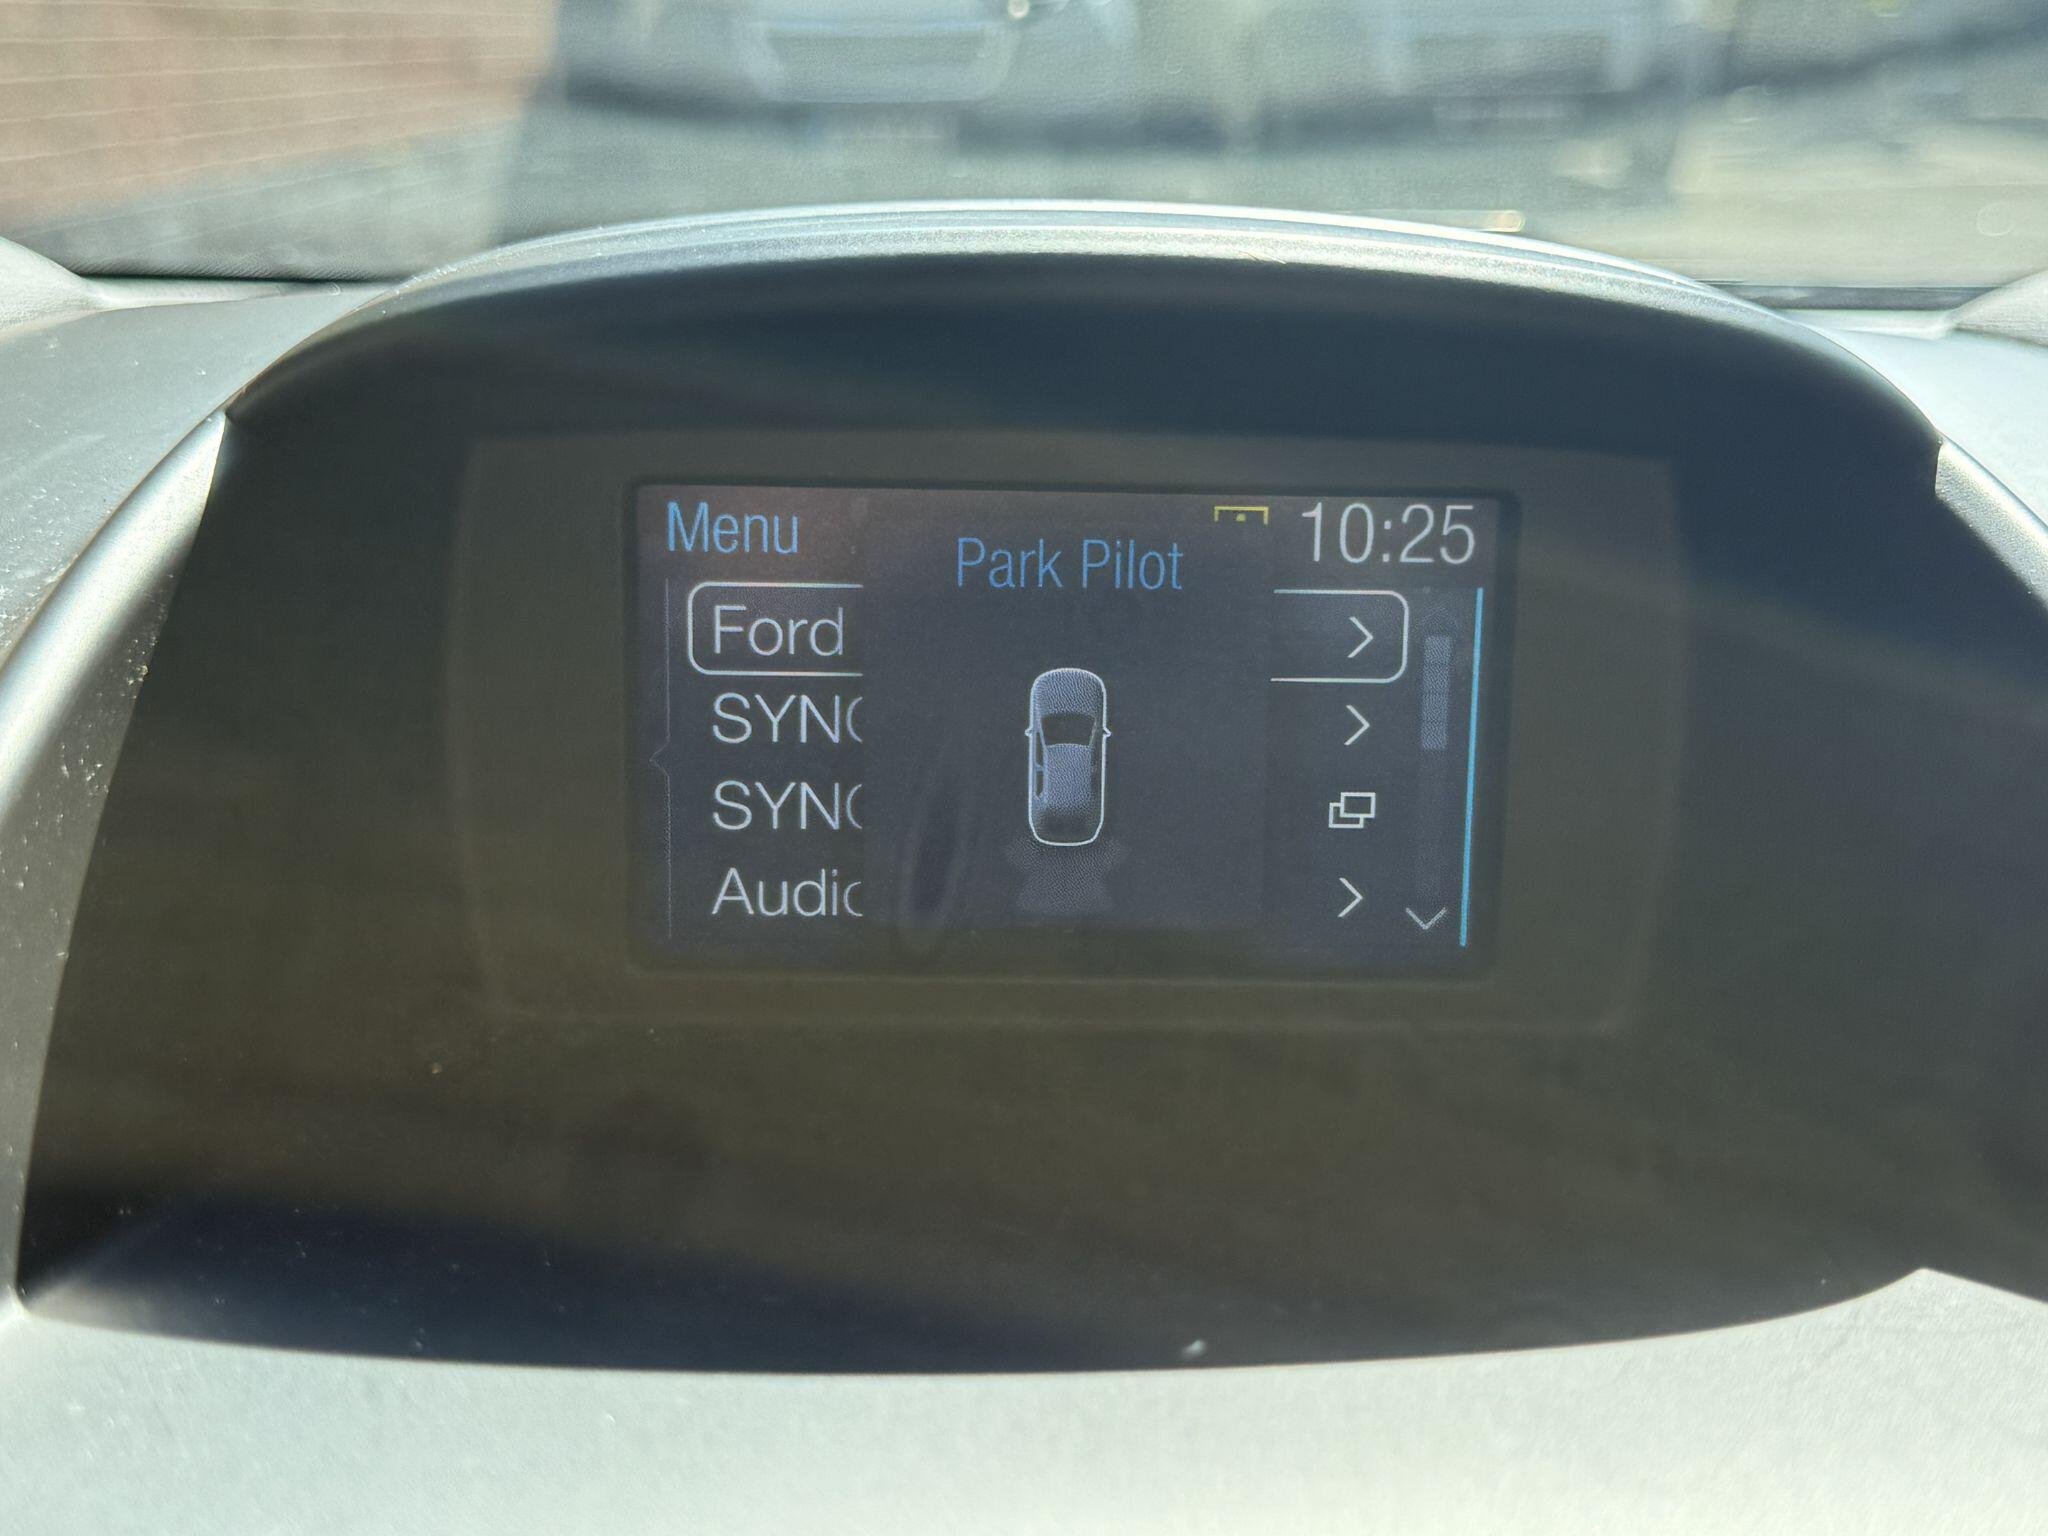 Menu
Park Pilot
10:25
Ford
SYNC
SYNC
Audio